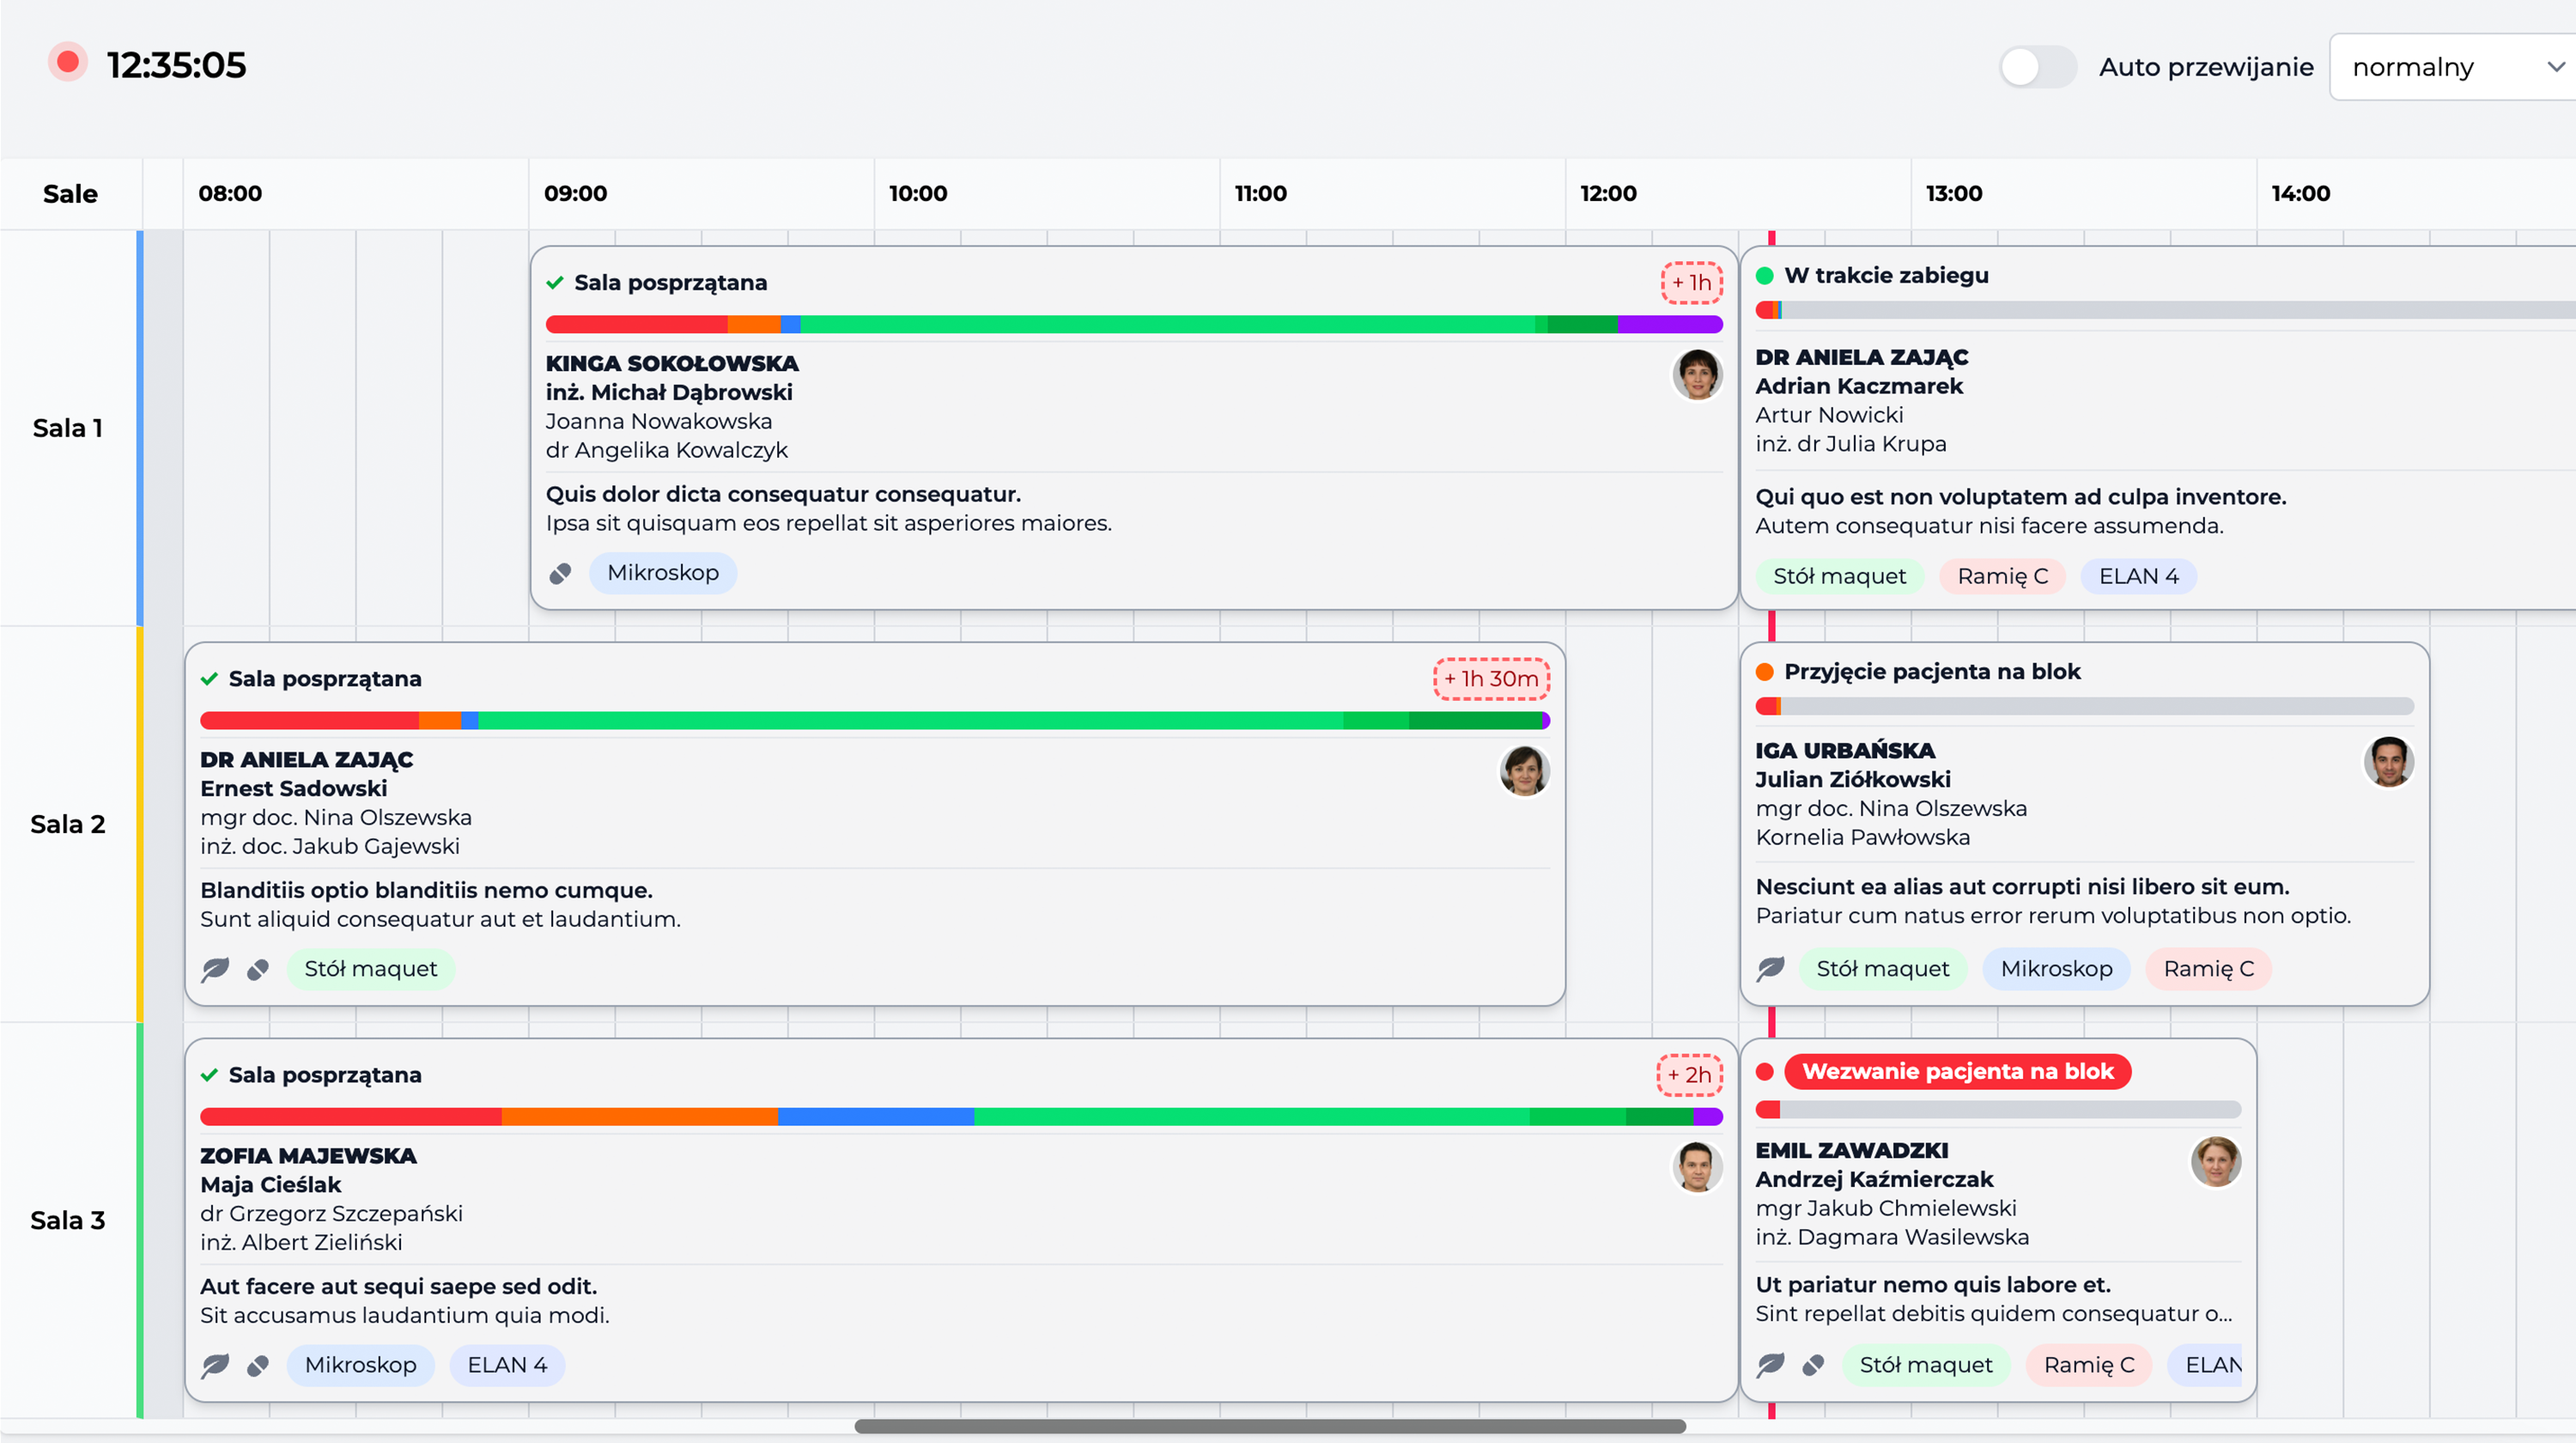 12:35:05
Auto przewijanie
normalny
Sale
08:00
09:00
10:00
11:00
12:00
13:00
14:00
Sala 1
Sala posprzątana
+ 1h
KINGA SOKOŁOWSKA
inż. Michał Dąbrowski
Joanna Nowakowska
dr Angelika Kowalczyk
Quis dolor dicta consequatur consequatur.
Ipsa sit quisquam eos repellat sit asperiores maiores.
Mikroskop
W trakcie zabiegu
DR ANIELA ZAJĄC
Adrian Kaczmarek
Artur Nowicki
inż. dr Julia Krupa
Qui quo est non voluptatem ad culpa inventore.
Autem consequatur nisi facere assumenda.
Stół maquet
Ramię C
ELAN 4
Sala 2
Sala posprzątana
+ 1h 30m
DR ANIELA ZAJĄC
Ernest Sadowski
mgr doc. Nina Olszewska
inż. doc. Jakub Gajewski
Blanditiis optio blanditiis nemo cumque.
Sunt aliquid consequatur aut et laudantium.
Stół maquet
Przyjęcie pacjenta na blok
IGA URBAŃSKA
Julian Ziółkowski
mgr doc. Nina Olszewska
Kornelia Pawłowska
Nesciunt ea alias aut corrupti nisi libero sit eum.
Pariatur cum natus error rerum voluptatibus non optio.
Stół maquet
Mikroskop
Ramię C
Sala 3
Sala posprzątana
+ 2h
ZOFIA MAJEWSKA
Maja Cieślak
dr Grzegorz Szczepański
inż. Albert Zieliński
Aut facere aut sequi saepe sed odit.
Sit accusamus laudantium quia modi.
Mikroskop
ELAN 4
Wezwanie pacjenta na blok
EMIL ZAWADZKI
Andrzej Kaźmierczak
mgr Jakub Chmielewski
inż. Dagmara Wasilewska
Ut pariatur nemo quis labore et.
Sint repellat debitis quidem consequatur o...
Stół maquet
Ramię C
ELAN